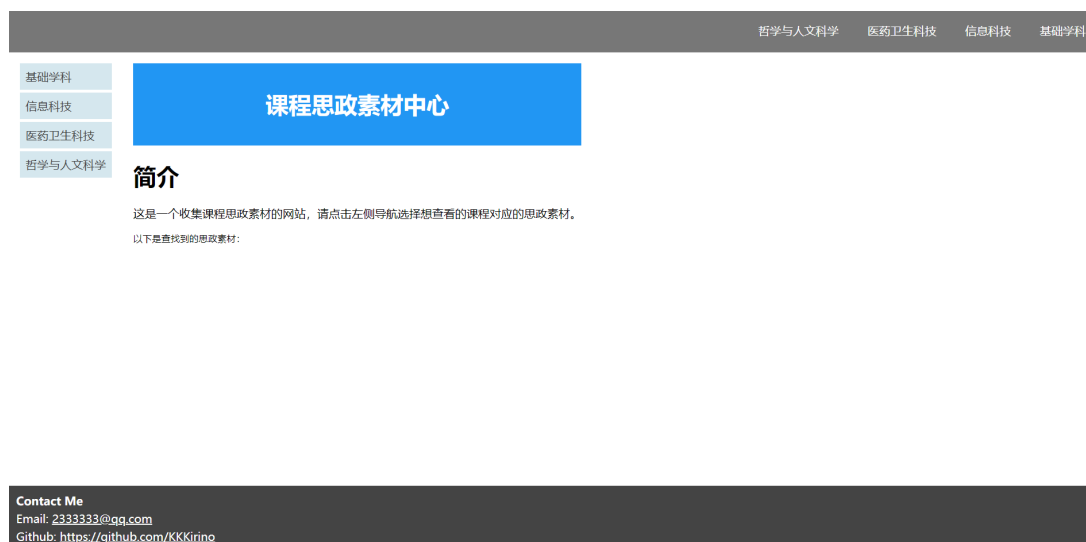 哲学与人文科学 医药卫生科技 信息科技 基础学科
基础学科
信息科技
医药卫生科技
哲学与人文科学
课程思政素材中心
简介
这是一个收集课程思政素材的网站，请点击左侧导航选择想查看的课程对应的思政素材。
以下是查找到的思政素材：
Contact Me
Email: 2333333@qq.com
Github: https://github.com/KKKirino